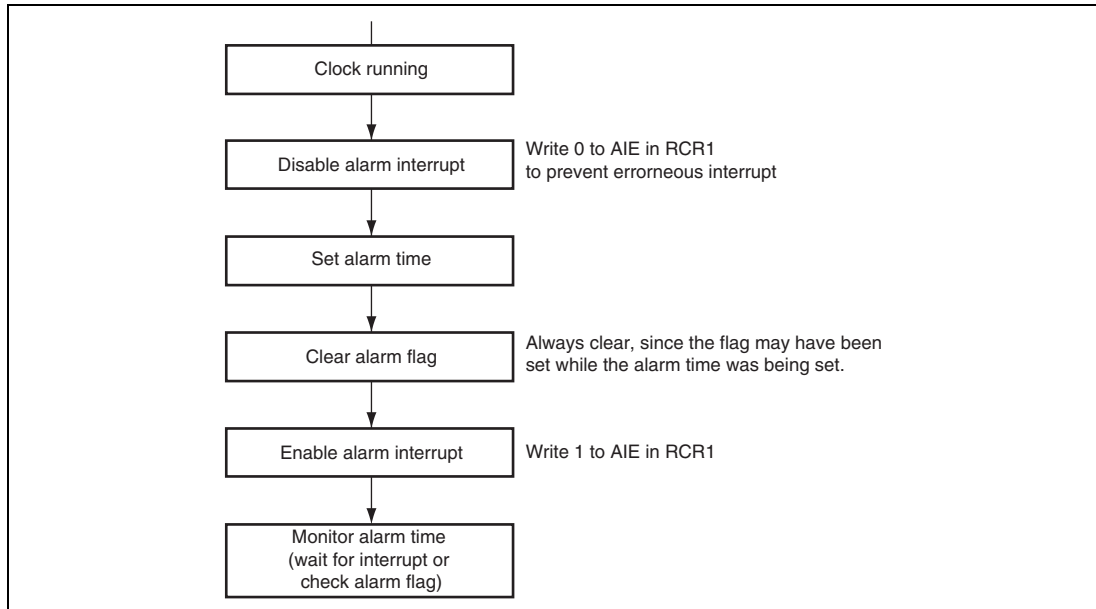 Clock running
Disable alarm interrupt
Write 0 to AIE in RCR1
to prevent errorneous interrupt
Set alarm time
Clear alarm flag
Always clear, since the flag may have been
set while the alarm time was being set.
Enable alarm interrupt
Write 1 to AIE in RCR1
Monitor alarm time
(wait for interrupt or
check alarm flag)